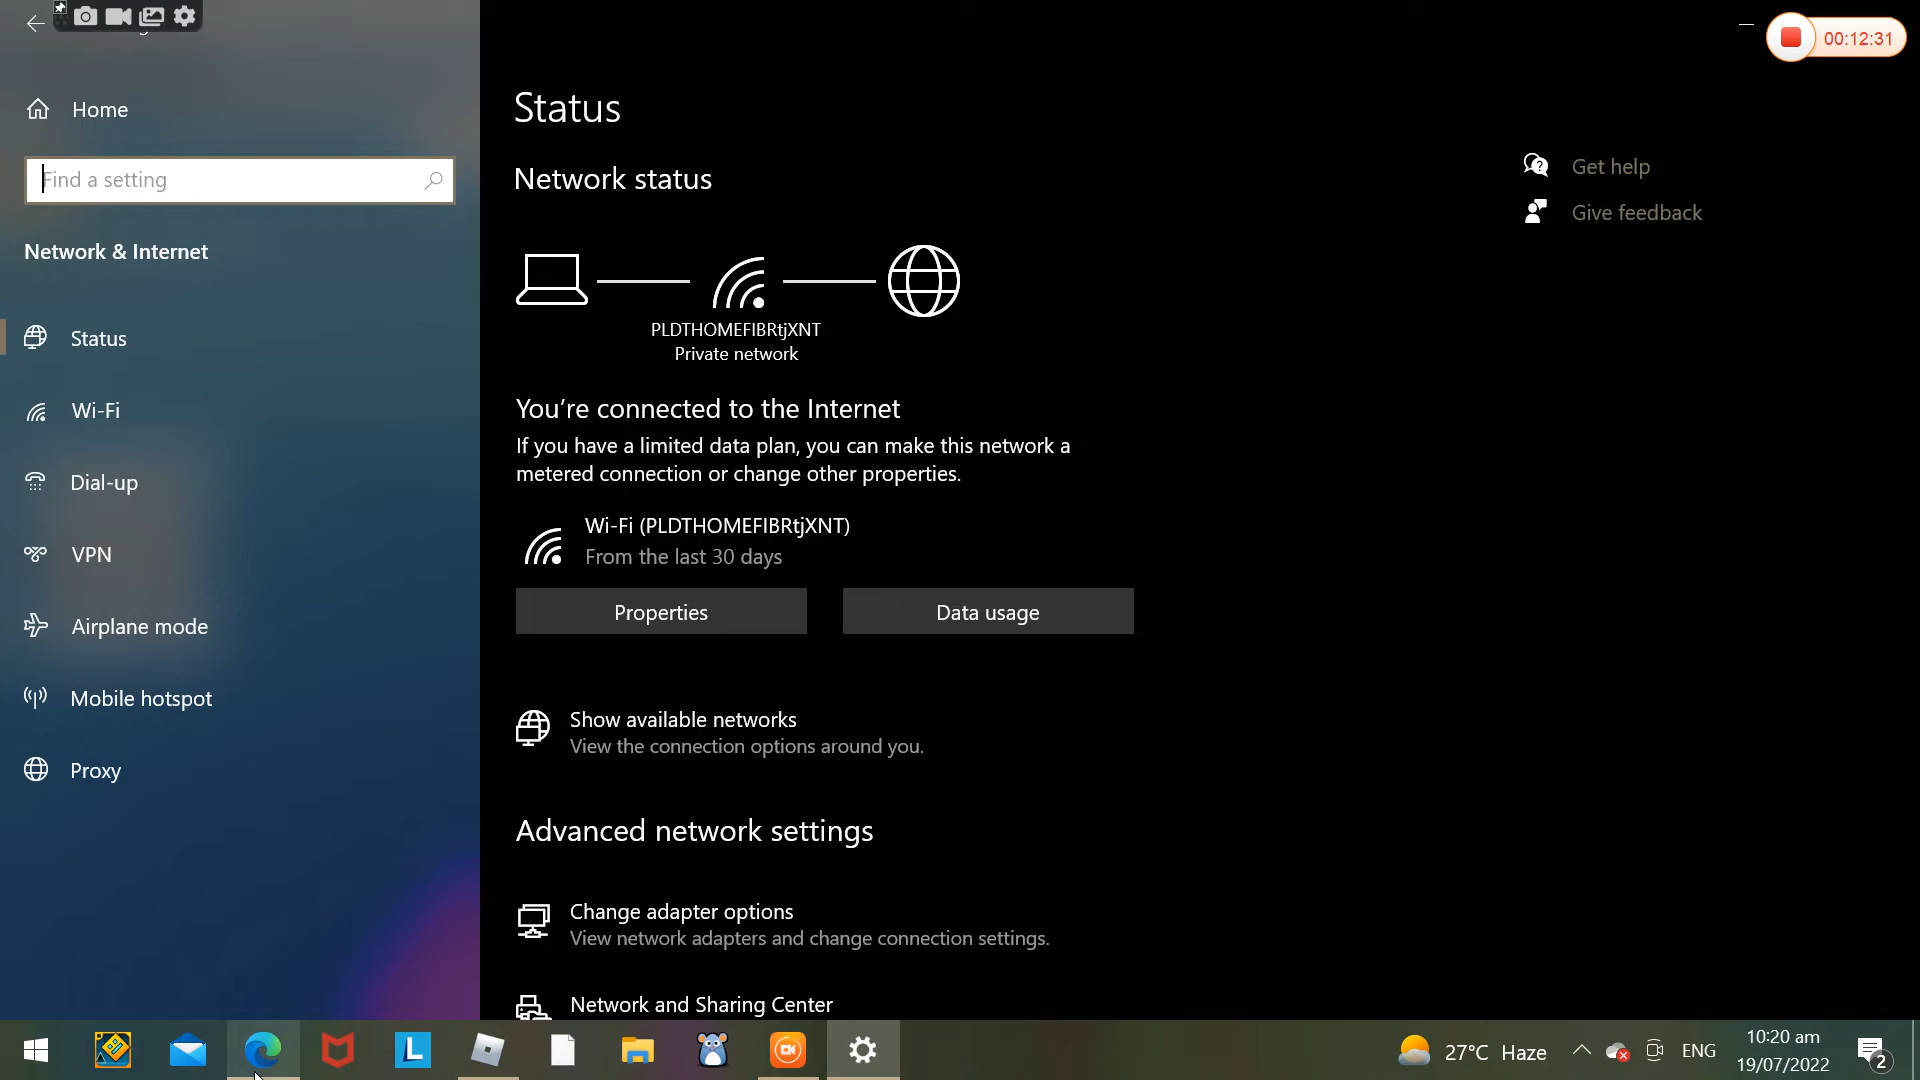 00:12:31
Home
Find a setting
Network & Internet
Status
Wi-Fi
Dial-up
VPN
Airplane mode
Mobile hotspot
Proxy
Status
Network status
PLDTHOMEFIBRtjXNT
Private network
You're connected to the Internet
If you have a limited data plan, you can make this network a
metered connection or change other properties.
Wi-Fi (PLDTHOMEFIBRtjXNT)
From the last 30 days
Properties
Data usage
Show available networks
View the connection options around you.
Advanced network settings
Change adapter options
View network adapters and change connection settings.
Network and Sharing Center
Get help
Give feedback
L
27°C Haze
ENG
10:20 am
19/07/2022
2